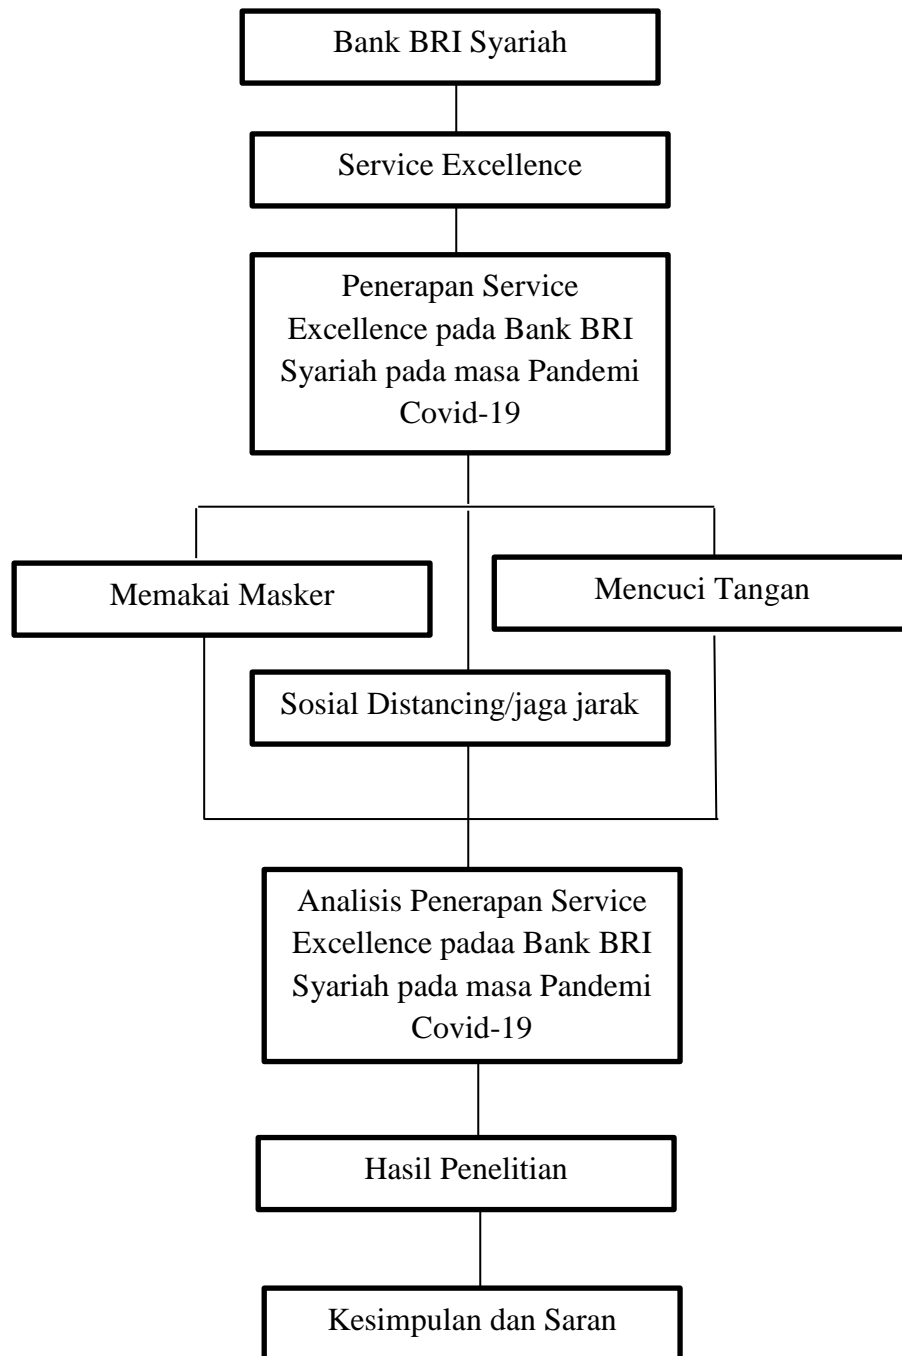 Bank BRI Syariah
Service Excellence
Penerapan Service
Excellence pada Bank BRI
Syariah pada masa Pandemi
Covid-19
Memakai Masker
Mencuci Tangan
Sosial Distancing/jaga jarak
Analisis Penerapan Service
Excellence padaa Bank BRI
Syariah pada masa Pandemi
Covid-19
Hasil Penelitian
Kesimpulan dan Saran